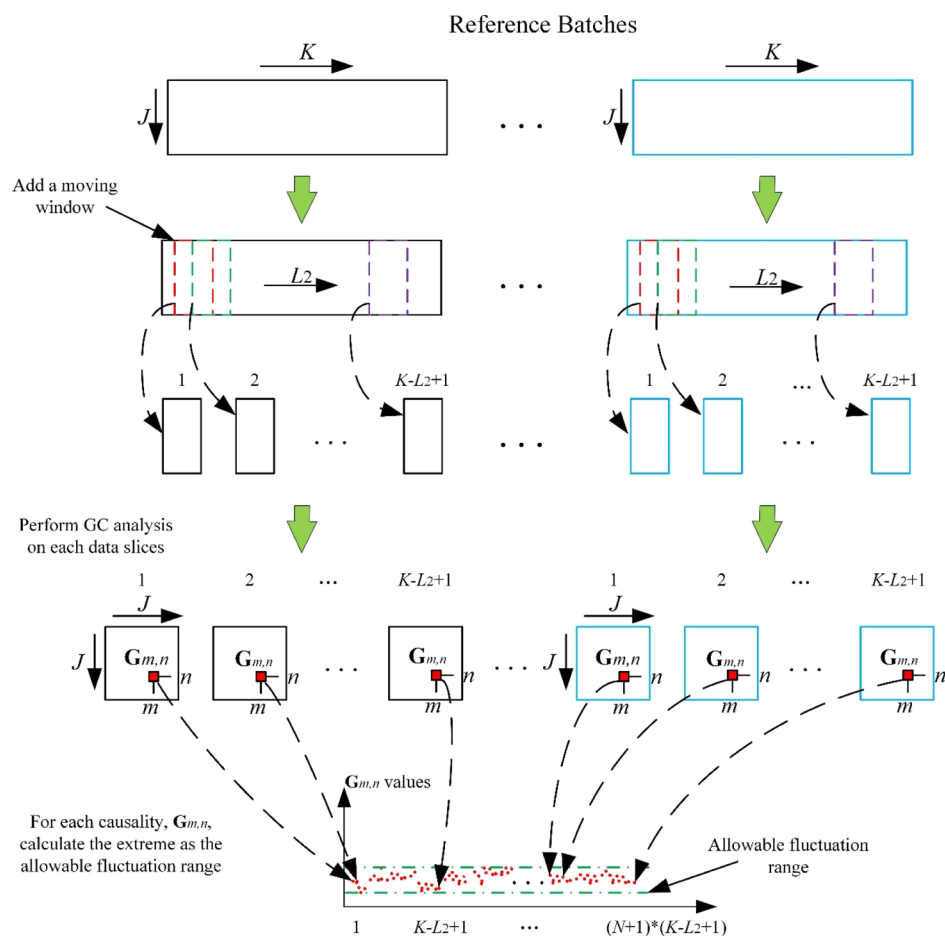 Reference Batches
K K
J . . . J
Add a moving
window
L2 . . . L2
1 2 K-L2+1 1 2 ... K-L2+1
. . . . . . . . .
Perform GC analysis
on each data slices
1 2 ... K-L2+1 1 2 ... K-L2+1
J J
J Gm,n Gm,n . . . Gm,n . . . J Gm,n Gm,n . . . Gm,n
n n n n n n
m m m m m m
Gm,n values
For each causality, Gm,n,
calculate the extreme as the
allowable fluctuation range
Allowable fluctuation
range
. . .
1 K-L2+1 ... (N+1)*(K-L2+1)